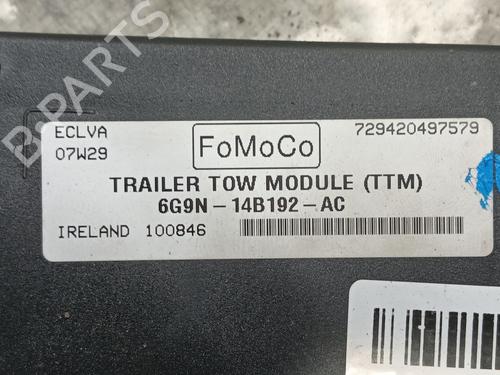 B-PARTS
ECLVA
07W29
FoMoCo
729420497579
TRAILER TOW MODULE (TTM)
6G9N-14B192-AC
IRELAND 100846